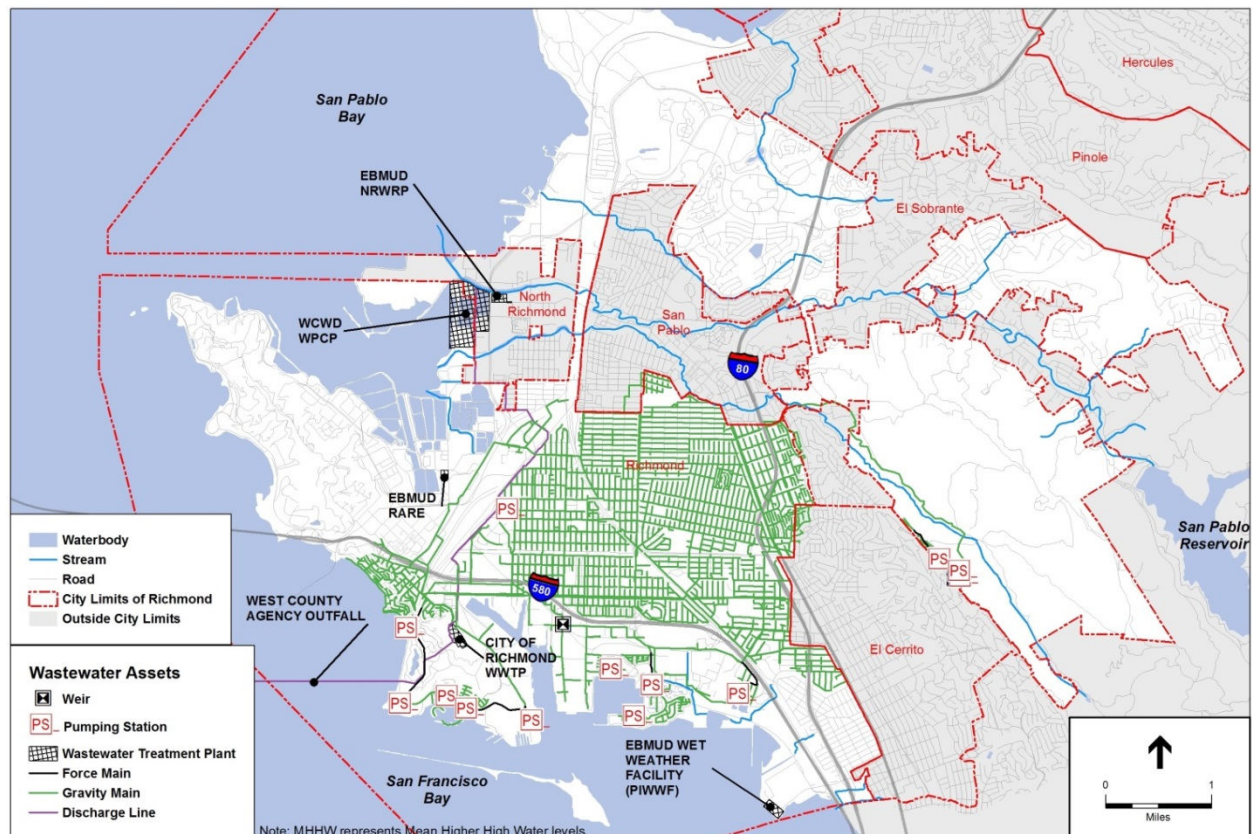 San Pablo
Bay
Hercules
Pinole
El Sobrante
EBMUD
NRWRP
North
Richmond
San
Pablo
WCWD
WPCP
80
Richmond
EBMUD
RARE
PS
San Pablo
Reservoir
PS
PS
580
WEST COUNTY
AGENCY OUTFALL
PS
CITY OF
RICHMOND
WWTP
El Cerrito
PS
PS
PS
PS
PS
PS
PS
PS
EBMUD WET
WEATHER
FACILITY
(PIWWF)
San Francisco
Bay
Waterbody
Stream
Road
City Limits of Richmond
Outside City Limits
Wastewater Assets
Weir
PS Pumping Station
Wastewater Treatment Plant
Force Main
Gravity Main
Discharge Line
0 1
Miles
Note: MHHW represents Mean Higher High Water levels